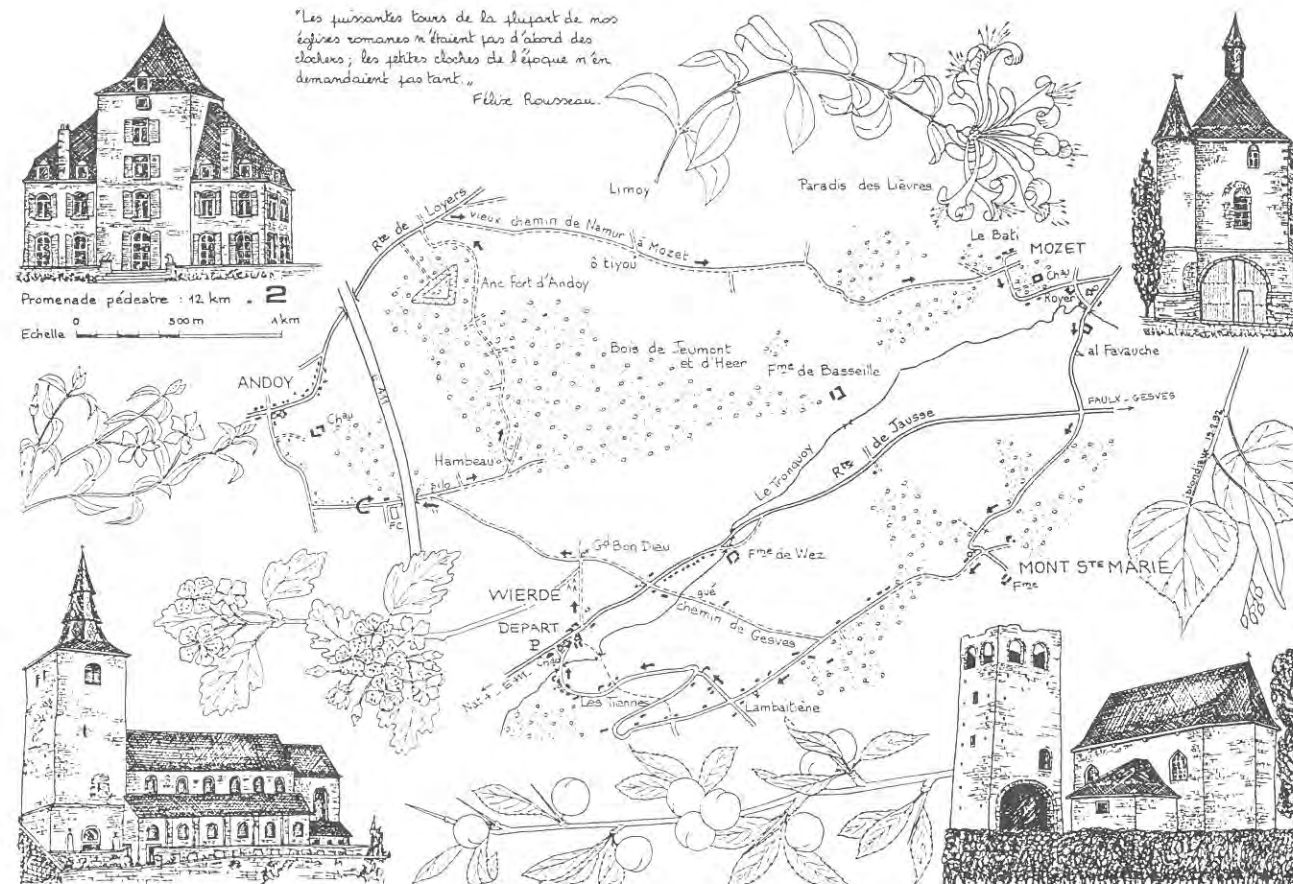 "Les puissantes tours de la plupart de nos
églises romanes n'étaient pas d'abord des
clochers ; les petites cloches de l'époque n'en
demandaient pas tant."
Félix Rousseau.
Limoy
Paradis des Lièvres
Rte de Loyers
vieux chemin de Namur
à Mozet
ô tiyou
Le Bati
MOZET
Chau
Royer
Promenade pédestre : 12 km . 2
Echelle 0 500m 1km
Anc Fort d'Andoy
Bois de Jeumont
et d'Heer
Fme de Basseille
al Favauche
ANDOY
Chau
FAULX - GESVES
Rte de Jausse
Le Tronquoy
Hambeau
silo
FC
Gd Bon Dieu
Fme de Wez
MONT STE MARIE
Fme
WIERDE
gué
chemin de Gesves
DEPART
P
Chau
Les Tiennes
Lambaitiène